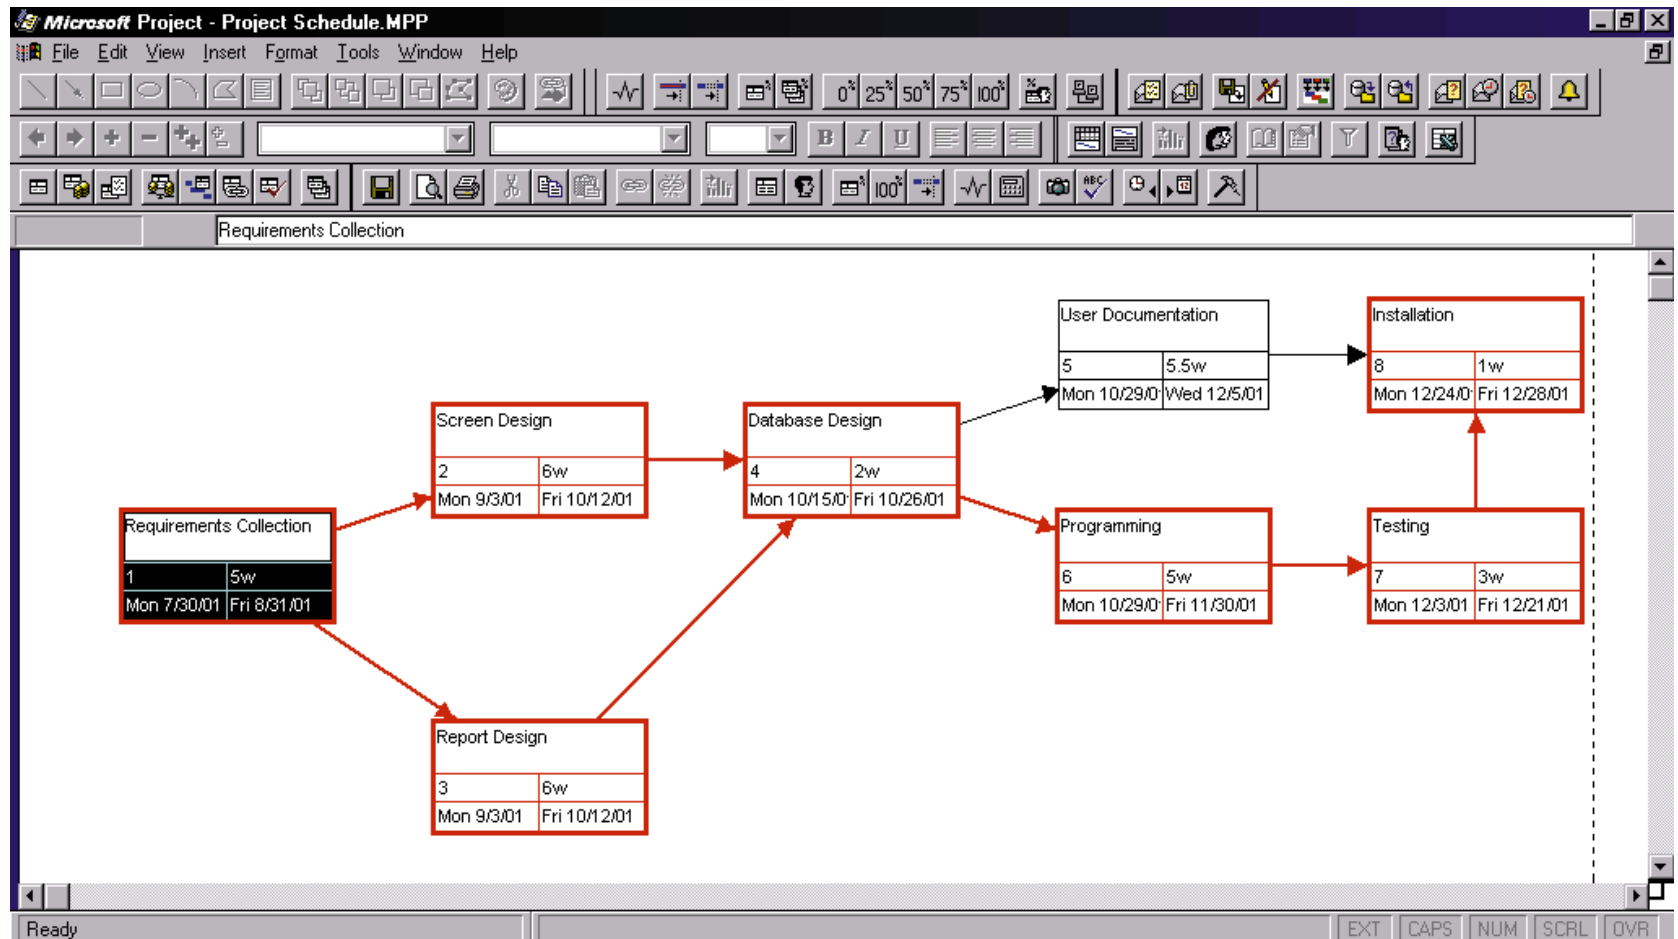 Microsoft Project - Project Schedule.MPP
File Edit View Insert Format Tools Window Help
0% 25% 50% 75% 100%
B I U
100% ABC 12
Requirements Collection
User Documentation
5 5.5w
Mon 10/29/0 Wed 12/5/01
Installation
8 1w
Mon 12/24/0 Fri 12/28/01
Screen Design
2 6w
Mon 9/3/01 Fri 10/12/01
Database Design
4 2w
Mon 10/15/0 Fri 10/26/01
Requirements Collection
1 5w
Mon 7/30/01 Fri 8/31/01
Programming
6 5w
Mon 10/29/0 Fri 11/30/01
Testing
7 3w
Mon 12/3/01 Fri 12/21/01
Report Design
3 6w
Mon 9/3/01 Fri 10/12/01
Ready
EXT CAPS NUM SCRL OVR